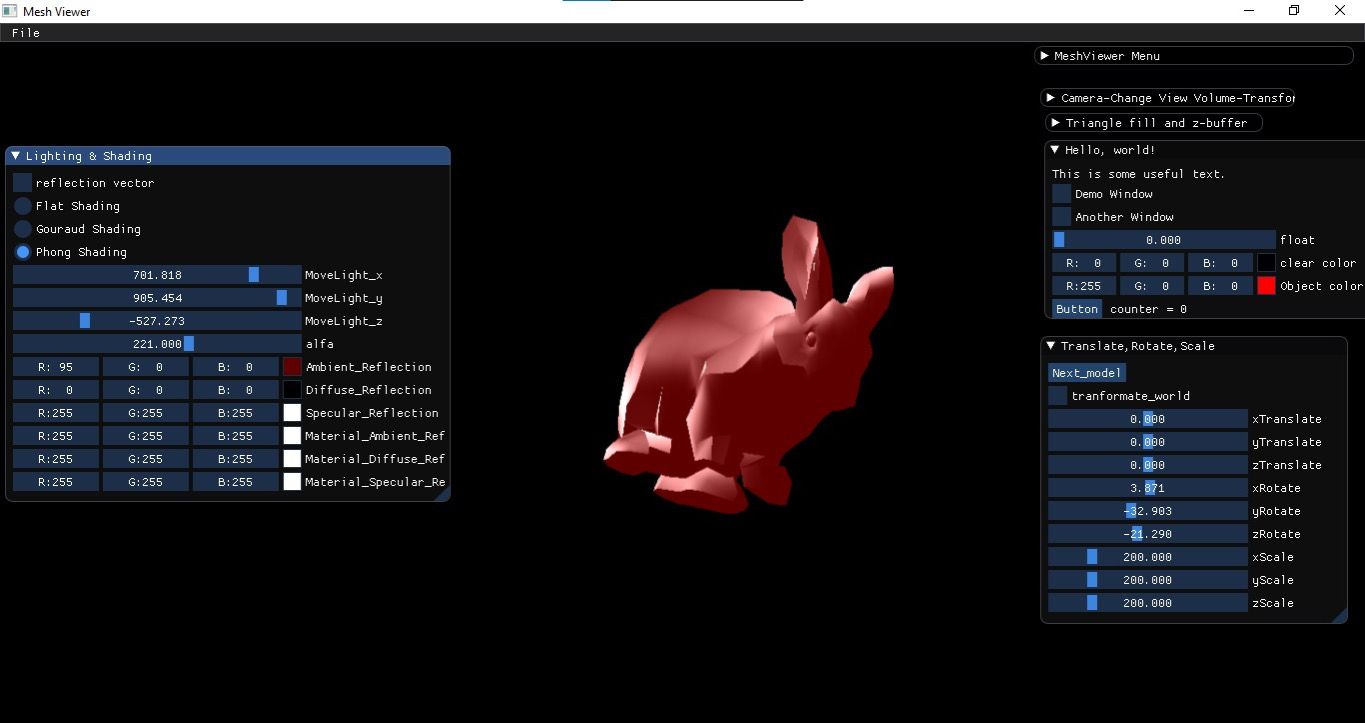 Mesh Viewer
File
MeshViewer Menu
Camera-Change View Volume-Transfor
Triangle fill and z-buffer
Hello, world!
This is some useful text.
Demo Window
Another Window
0.000 float
R: 0 G: 0 B: 0 clear color
R:255 G: 0 B: 0 Object color
Button counter = 0
Lighting & Shading
reflection vector
Flat Shading
Gouraud Shading
Phong Shading
701.818 MoveLight_x
905.454 MoveLight_y
-527.273 MoveLight_z
221.000 alfa
R: 95 G: 0 B: 0 Ambient_Reflection
R: 0 G: 0 B: 0 Diffuse_Reflection
R:255 G:255 B:255 Specular_Reflection
R:255 G:255 B:255 Material_Ambient_Ref
R:255 G:255 B:255 Material_Diffuse_Ref
R:255 G:255 B:255 Material_Specular_Re
Translate,Rotate,Scale
Next_model
tranformate_world
0.000 xTranslate
0.000 yTranslate
0.000 zTranslate
3.871 xRotate
-32.903 yRotate
-21.290 zRotate
200.000 xScale
200.000 yScale
200.000 zScale